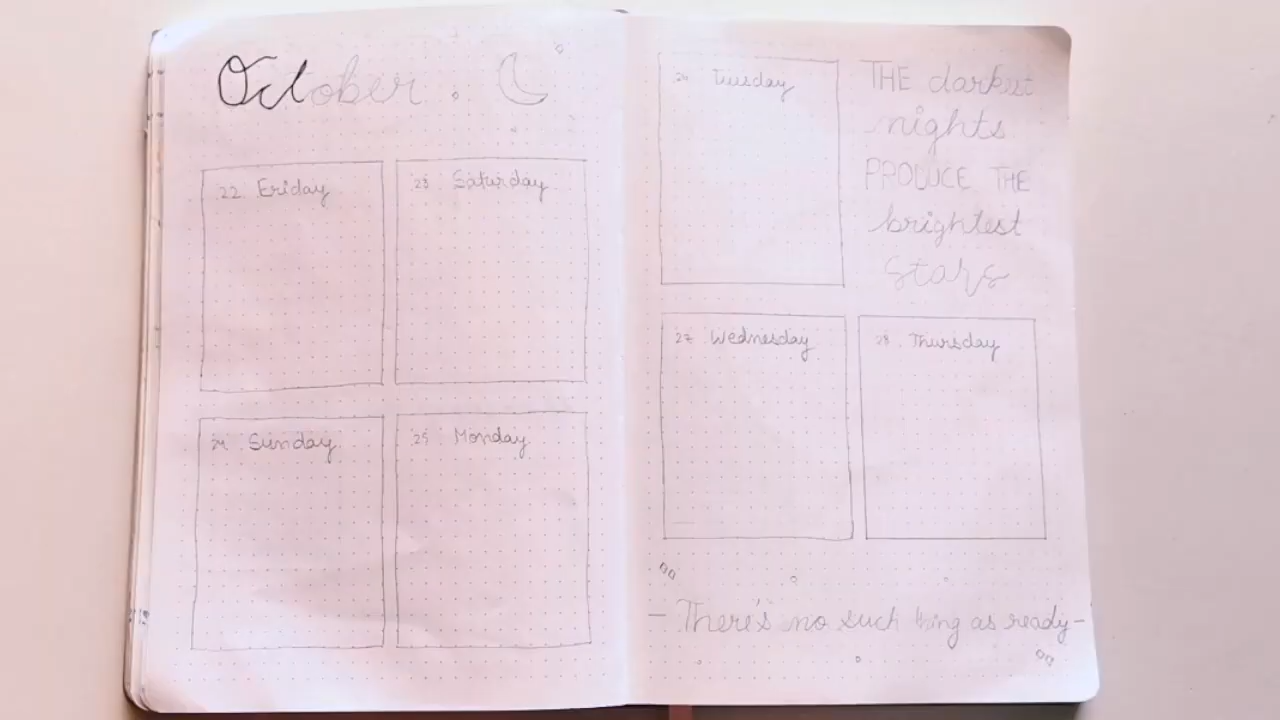 October
22 Friday
23 Saturday
24 Sunday
25 Monday
Tuesday
THE darkest
nights
PRODUCE THE
brightest
stars
27 Wednesday
28 Thursday
- There's no such thing as ready -